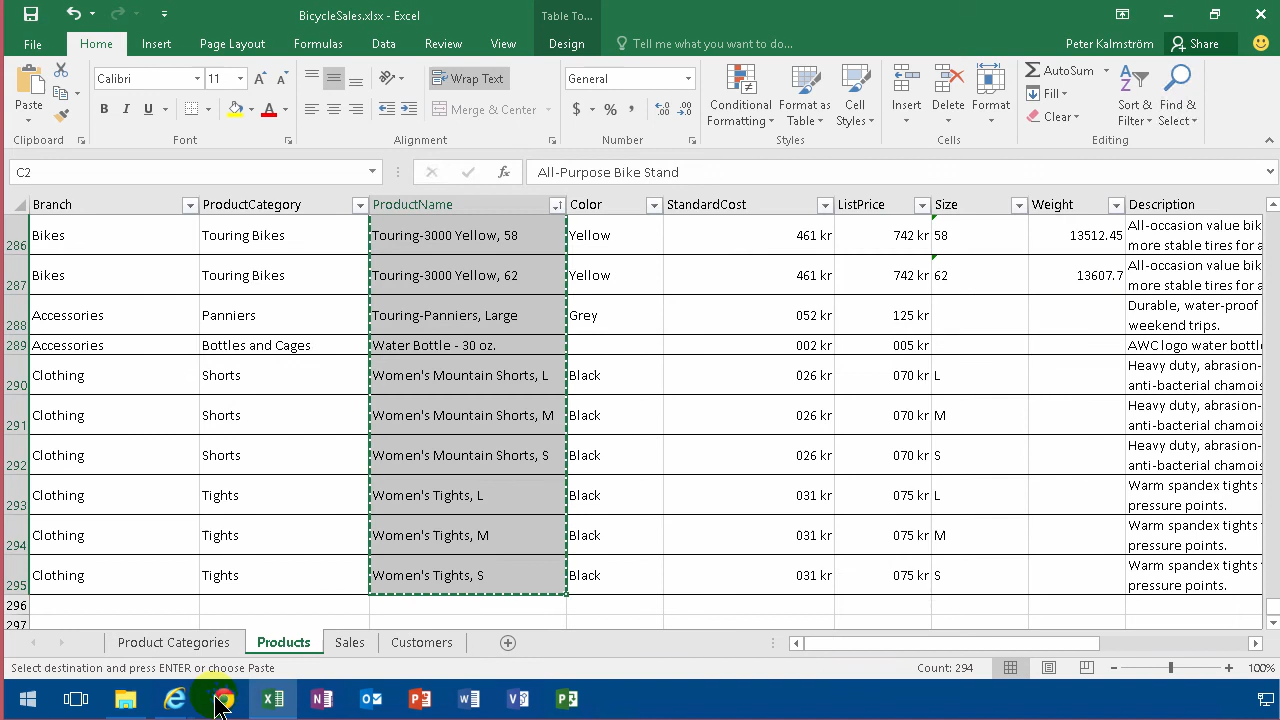 BicycleSales.xlsx - Excel
Table To...
File Home Insert Page Layout Formulas Data Review View Design Tell me what you want to do... Peter Kalmström Share
Paste Calibri 11 Wrap Text General Conditional Formatting Format as Table Cell Styles Insert Delete Format AutoSum Sort & Filter Find & Select
B I U Merge & Center $ % , Fill
Clear
Clipboard Font Alignment Number Styles Cells Editing
C2 fx All-Purpose Bike Stand
Branch ProductCategory ProductName Color StandardCost ListPrice Size Weight Description
286 Bikes Touring Bikes Touring-3000 Yellow, 58 Yellow 461 kr 742 kr 58 13512.45 All-occasion value bik
more stable tires for a
287 Bikes Touring Bikes Touring-3000 Yellow, 62 Yellow 461 kr 742 kr 62 13607.7 All-occasion value bik
more stable tires for a
288 Accessories Panniers Touring-Panniers, Large Grey 052 kr 125 kr Durable, water-proof
weekend trips.
289 Accessories Bottles and Cages Water Bottle - 30 oz. 002 kr 005 kr AWC logo water bottl
290 Clothing Shorts Women's Mountain Shorts, L Black 026 kr 070 kr L Heavy duty, abrasion-
anti-bacterial chamois
291 Clothing Shorts Women's Mountain Shorts, M Black 026 kr 070 kr M Heavy duty, abrasion-
anti-bacterial chamois
292 Clothing Shorts Women's Mountain Shorts, S Black 026 kr 070 kr S Heavy duty, abrasion-
anti-bacterial chamois
293 Clothing Tights Women's Tights, L Black 031 kr 075 kr L Warm spandex tights
pressure points.
294 Clothing Tights Women's Tights, M Black 031 kr 075 kr M Warm spandex tights
pressure points.
295 Clothing Tights Women's Tights, S Black 031 kr 075 kr S Warm spandex tights
pressure points.
296
297
Product Categories Products Sales Customers
Select destination and press ENTER or choose Paste Count: 294 100%